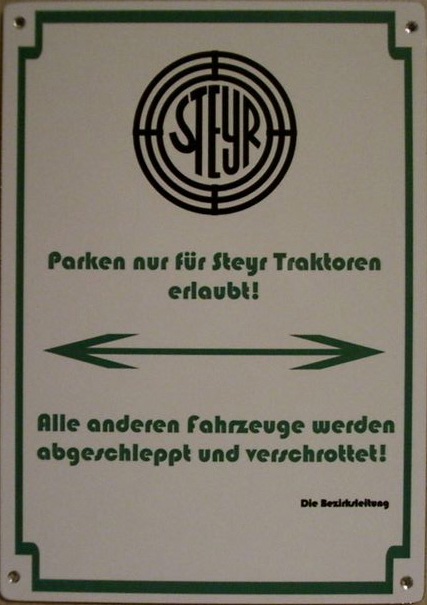 STEYR
Parken nur für Steyr Traktoren
erlaubt!
Alle anderen Fahrzeuge werden
abgeschleppt und verschrottet!
Die Bezirksleitung